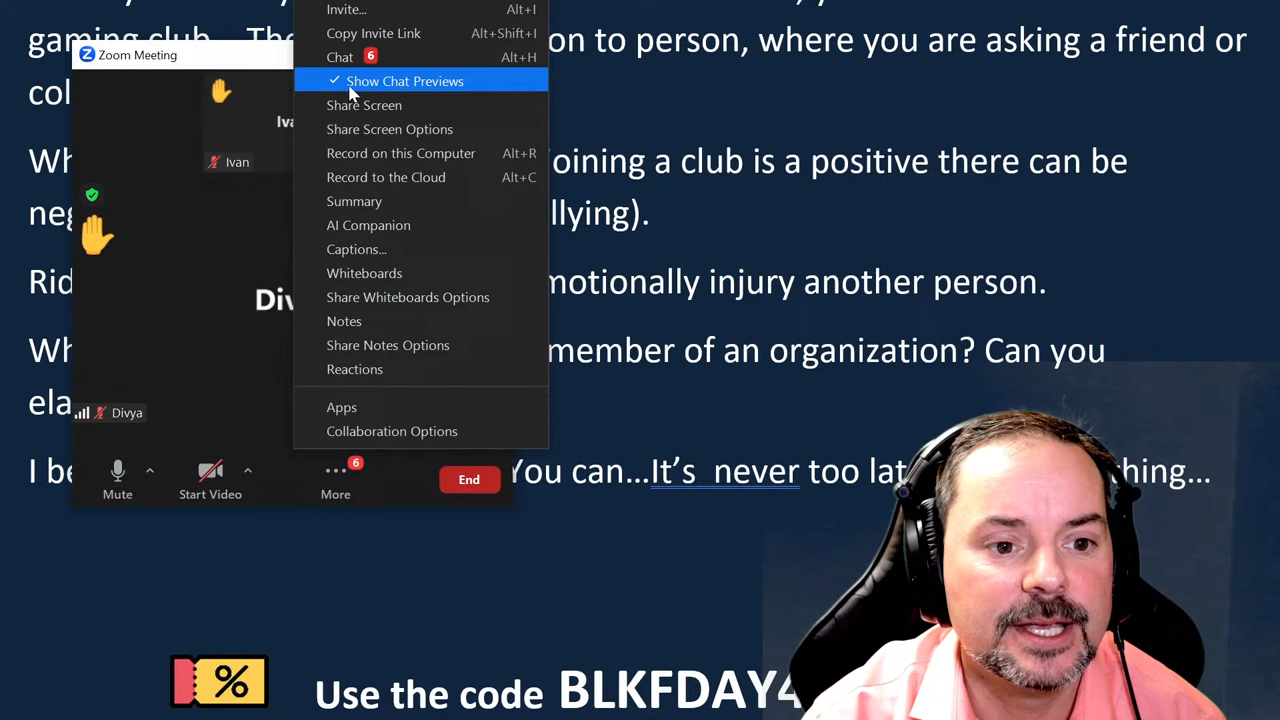 gaming club
on to person, where you are asking a friend or
Zoom Meeting
Invite... Alt+I
Copy Invite Link Alt+Shift+I
Chat 6 Alt+H
Show Chat Previews
Share Screen
Share Screen Options
Record on this Computer Alt+R
Record to the Cloud Alt+C
Summary
AI Companion
Captions...
Whiteboards
Share Whiteboards Options
Notes
Share Notes Options
Reactions
Apps
Collaboration Options
Ivan
Divya
Mute
Start Video
6
More
End
oining a club is a positive there can be
llying).
Rid
motionally injury another person.
Wh
member of an organization? Can you
ela
I be
You can...It's never too lat
thing...
%
Use the code BLKFDAY4